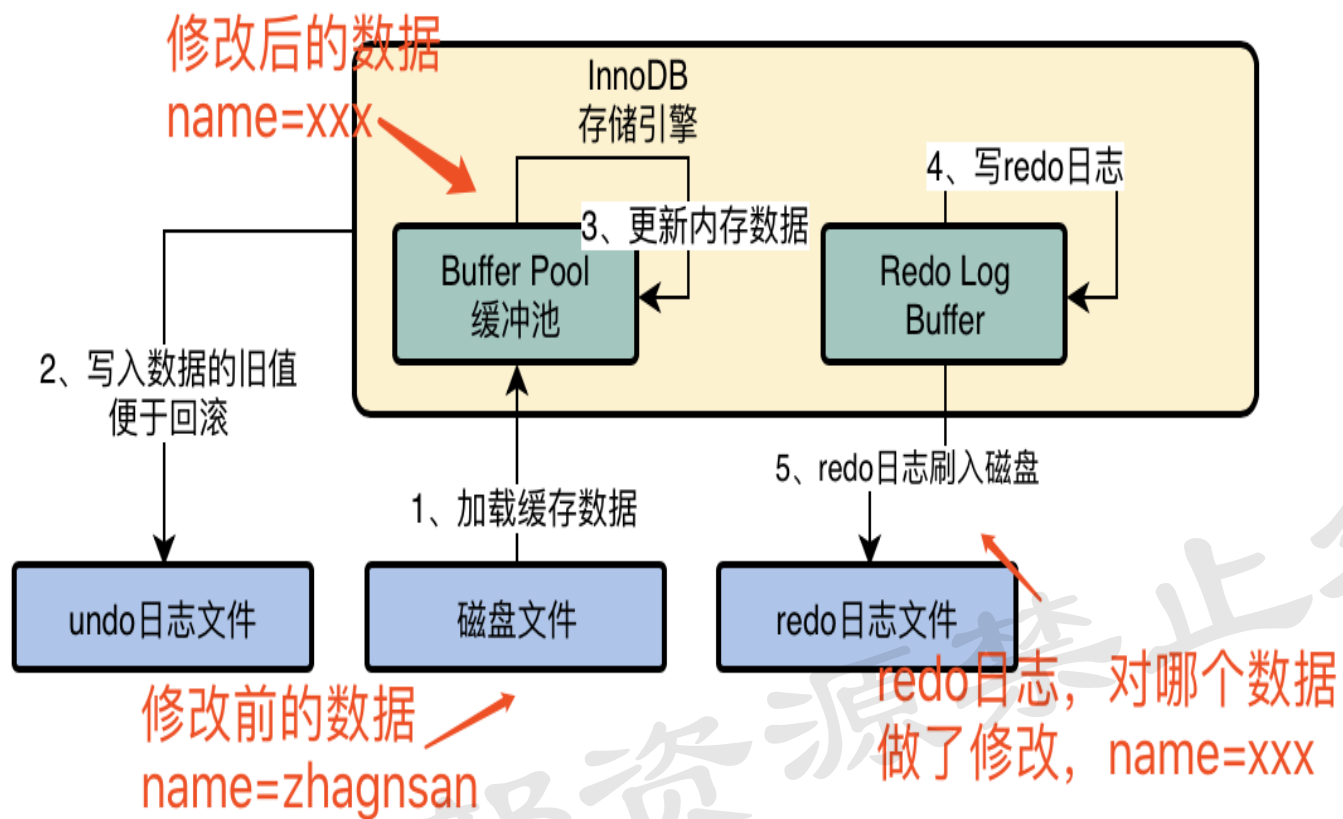 修改后的数据
name=xxx
InnoDB
存储引擎
4、写redo日志
3、更新内存数据
Buffer Pool
缓冲池
Redo Log
Buffer
2、写入数据的旧值
便于回滚
5、redo日志刷入磁盘
1、加载缓存数据
undo日志文件
磁盘文件
redo日志文件
修改前的数据
name=zhagnsan
redo日志，对哪个数据
做了修改，name=xxx
资源禁止